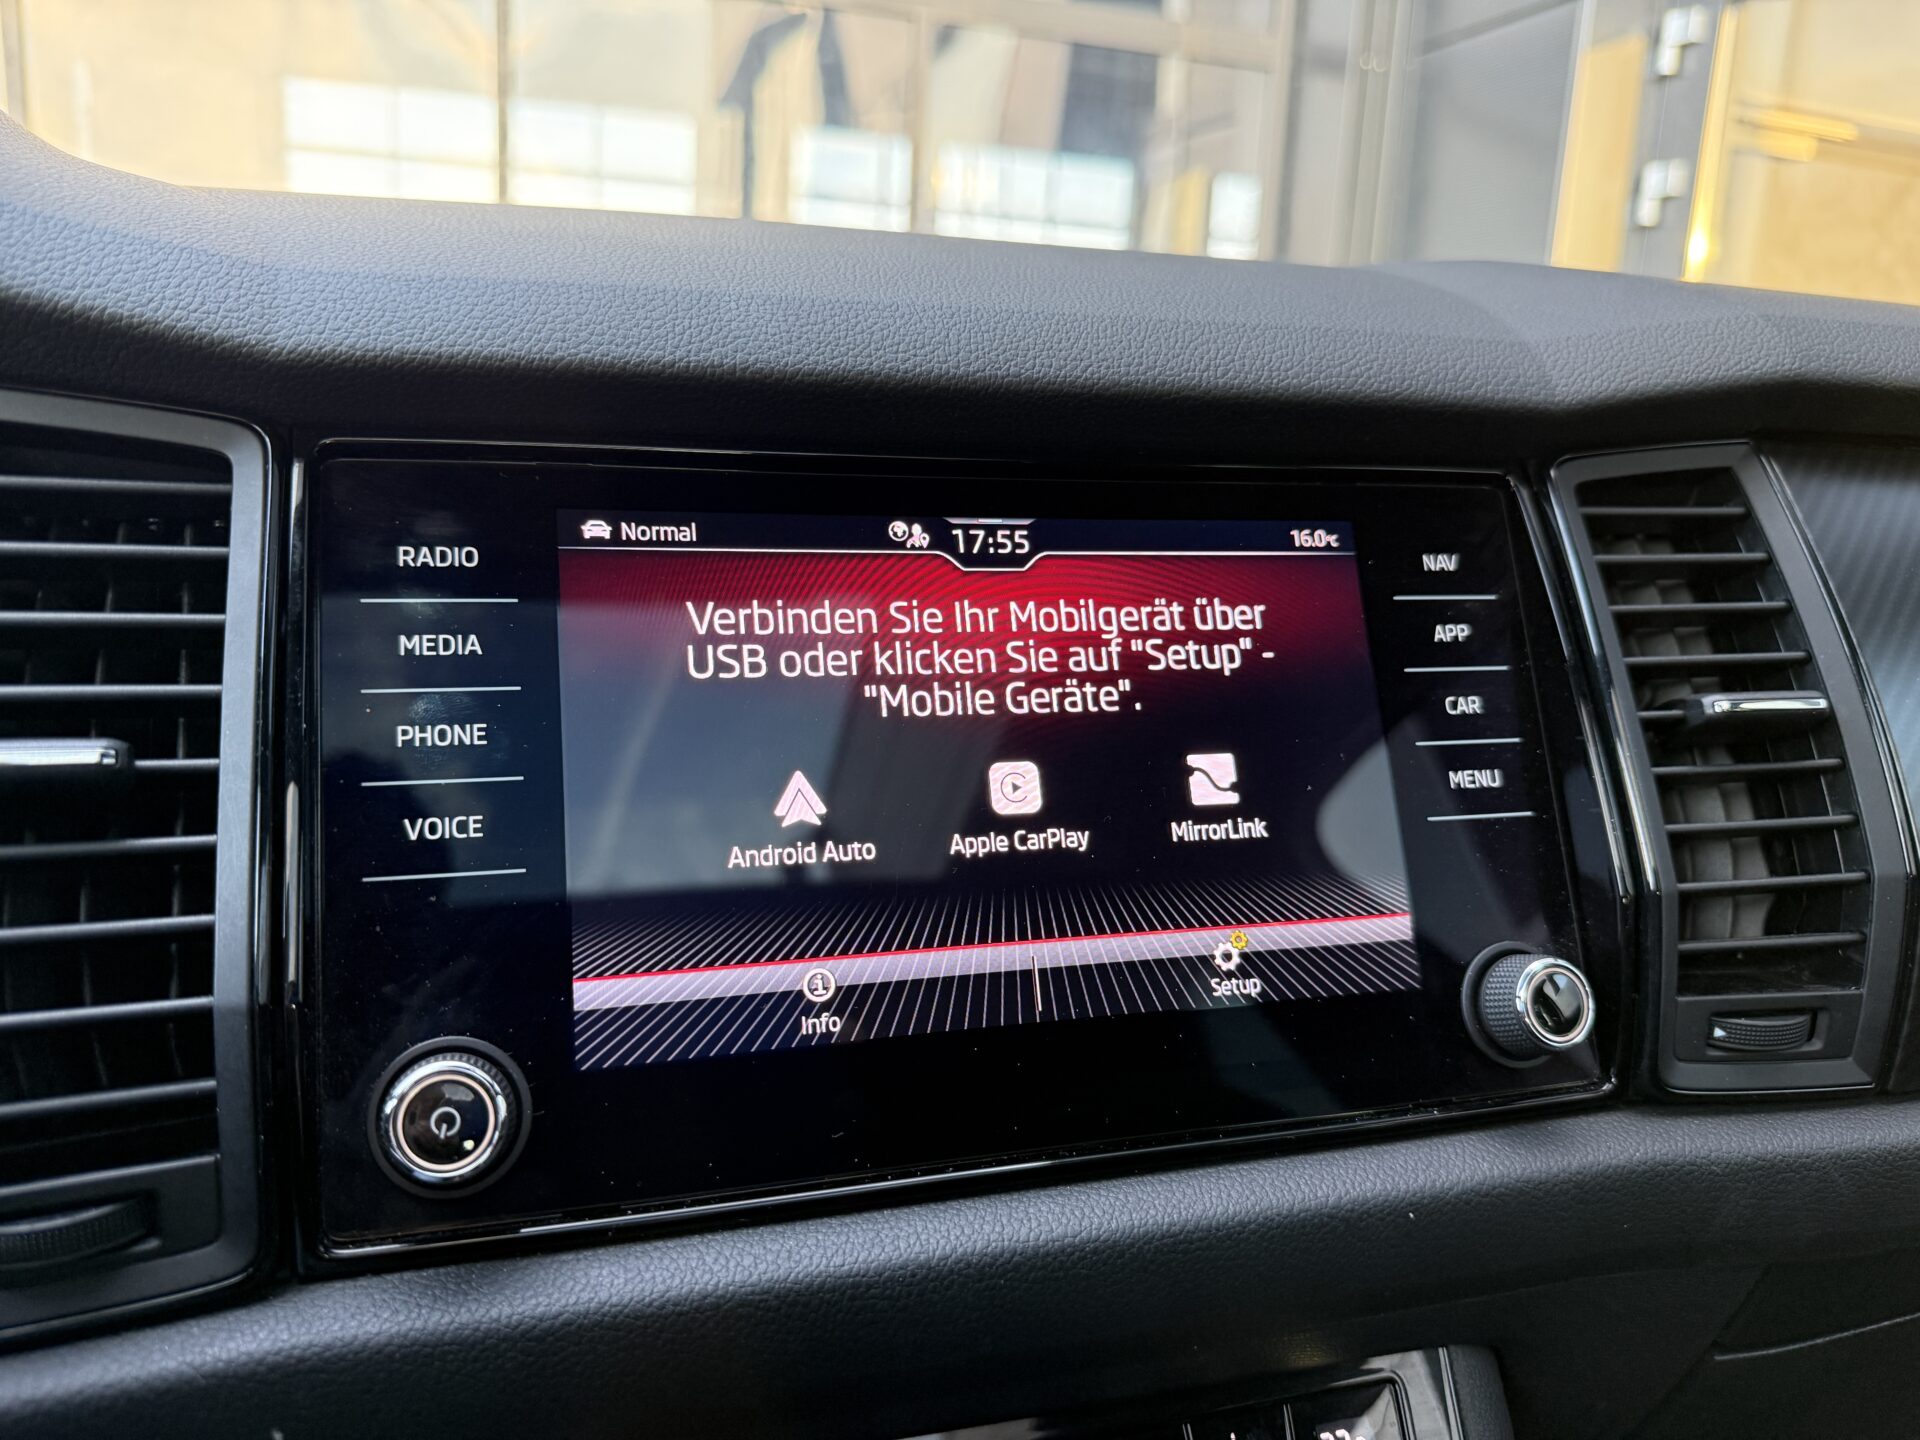 RADIO
MEDIA
PHONE
VOICE
Normal
17:55
16.0°C
Verbinden Sie Ihr Mobilgerät über
USB oder klicken Sie auf "Setup" -
"Mobile Geräte".
Android Auto
Apple CarPlay
MirrorLink
Info
Setup
NAV
APP
CAR
MENU